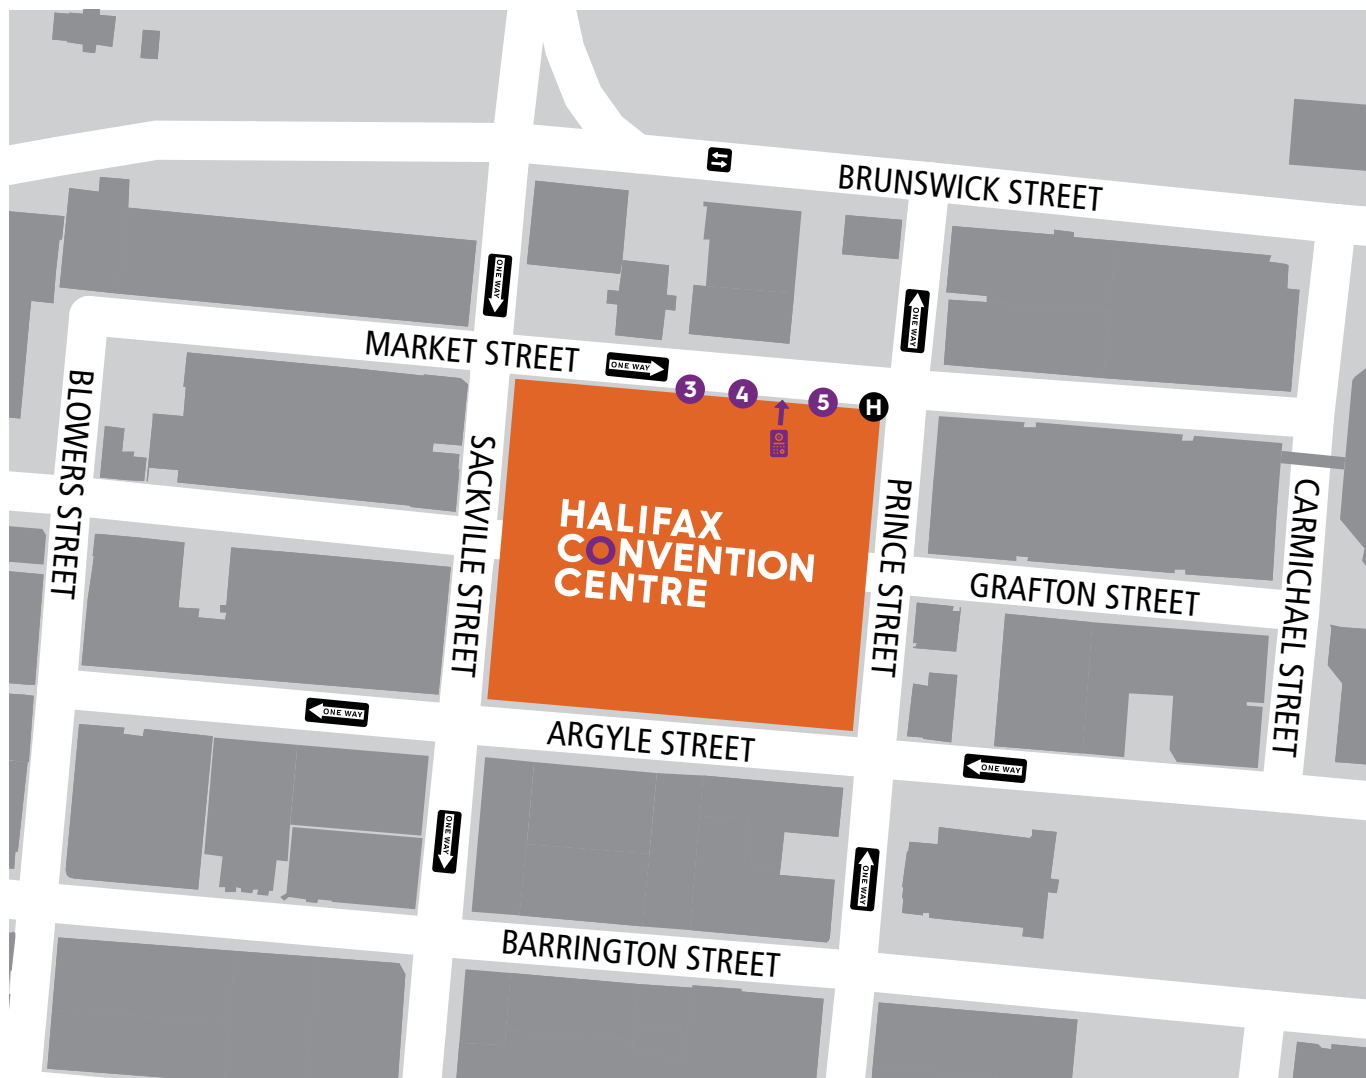 BRUNSWICK STREET
ONE WAY
ONE WAY
MARKET STREET
ONE WAY
3
4
5
H
BLOWERS STREET
SACKVILLE STREET
PRINCE STREET
CARMICHAEL STREET
HALIFAX
CONVENTION
CENTRE
GRAFTON STREET
ONE WAY
ARGYLE STREET
ONE WAY
ONE WAY
ONE WAY
BARRINGTON STREET